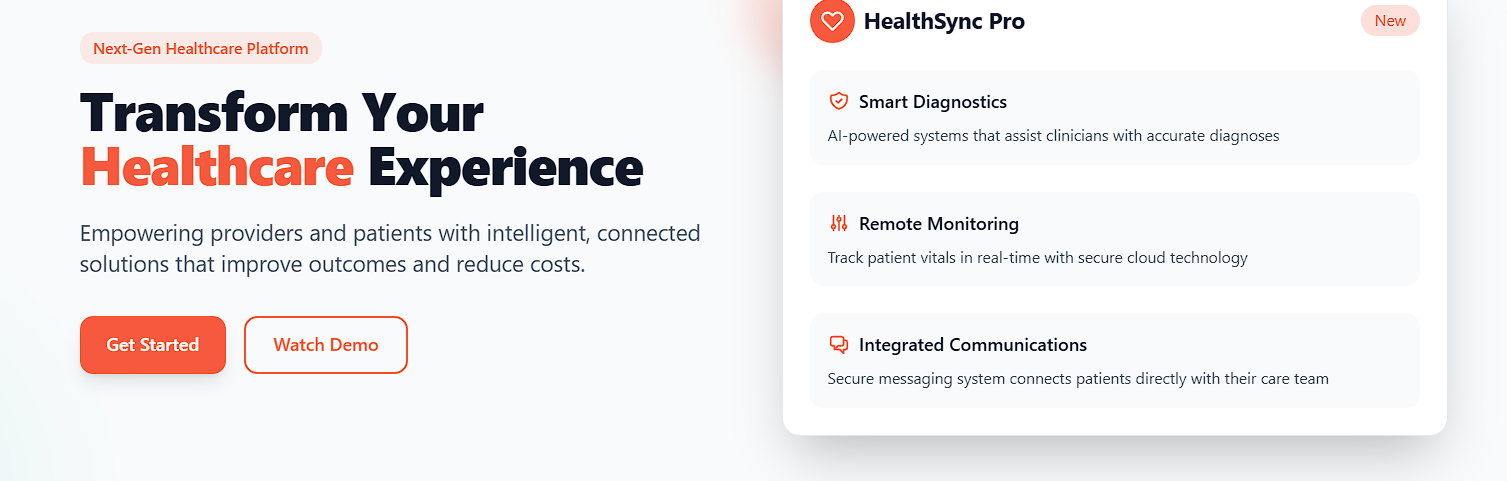 Next-Gen Healthcare Platform
Transform Your
Healthcare Experience
Empowering providers and patients with intelligent, connected
solutions that improve outcomes and reduce costs.
Get Started
Watch Demo
HealthSync Pro
New
Smart Diagnostics
AI-powered systems that assist clinicians with accurate diagnoses
Remote Monitoring
Track patient vitals in real-time with secure cloud technology
Integrated Communications
Secure messaging system connects patients directly with their care team